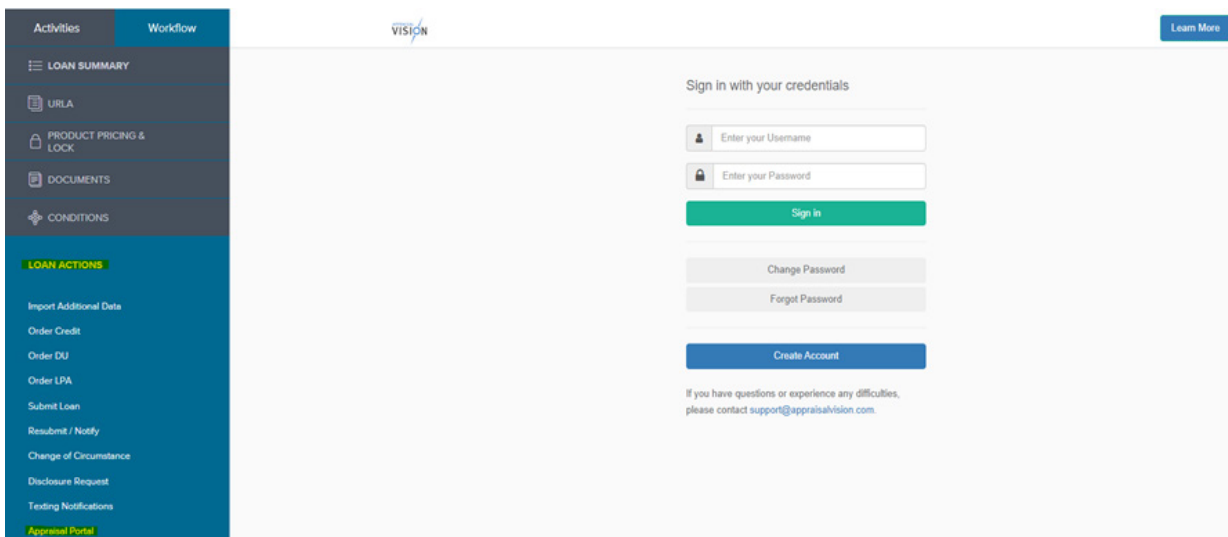 Activities
Workflow
APPRAISAL
VISION
Learn More
LOAN SUMMARY
URLA
PRODUCT PRICING &
LOCK
DOCUMENTS
CONDITIONS
LOAN ACTIONS
Import Additional Data
Order Credit
Order DU
Order LPA
Submit Loan
Resubmit / Notify
Change of Circumstance
Disclosure Request
Texting Notifications
Appraisal Portal
Sign in with your credentials
Enter your Username
Enter your Password
Sign in
Change Password
Forgot Password
Create Account
If you have questions or experience any difficulties,
please contact support@appraisalvision.com.